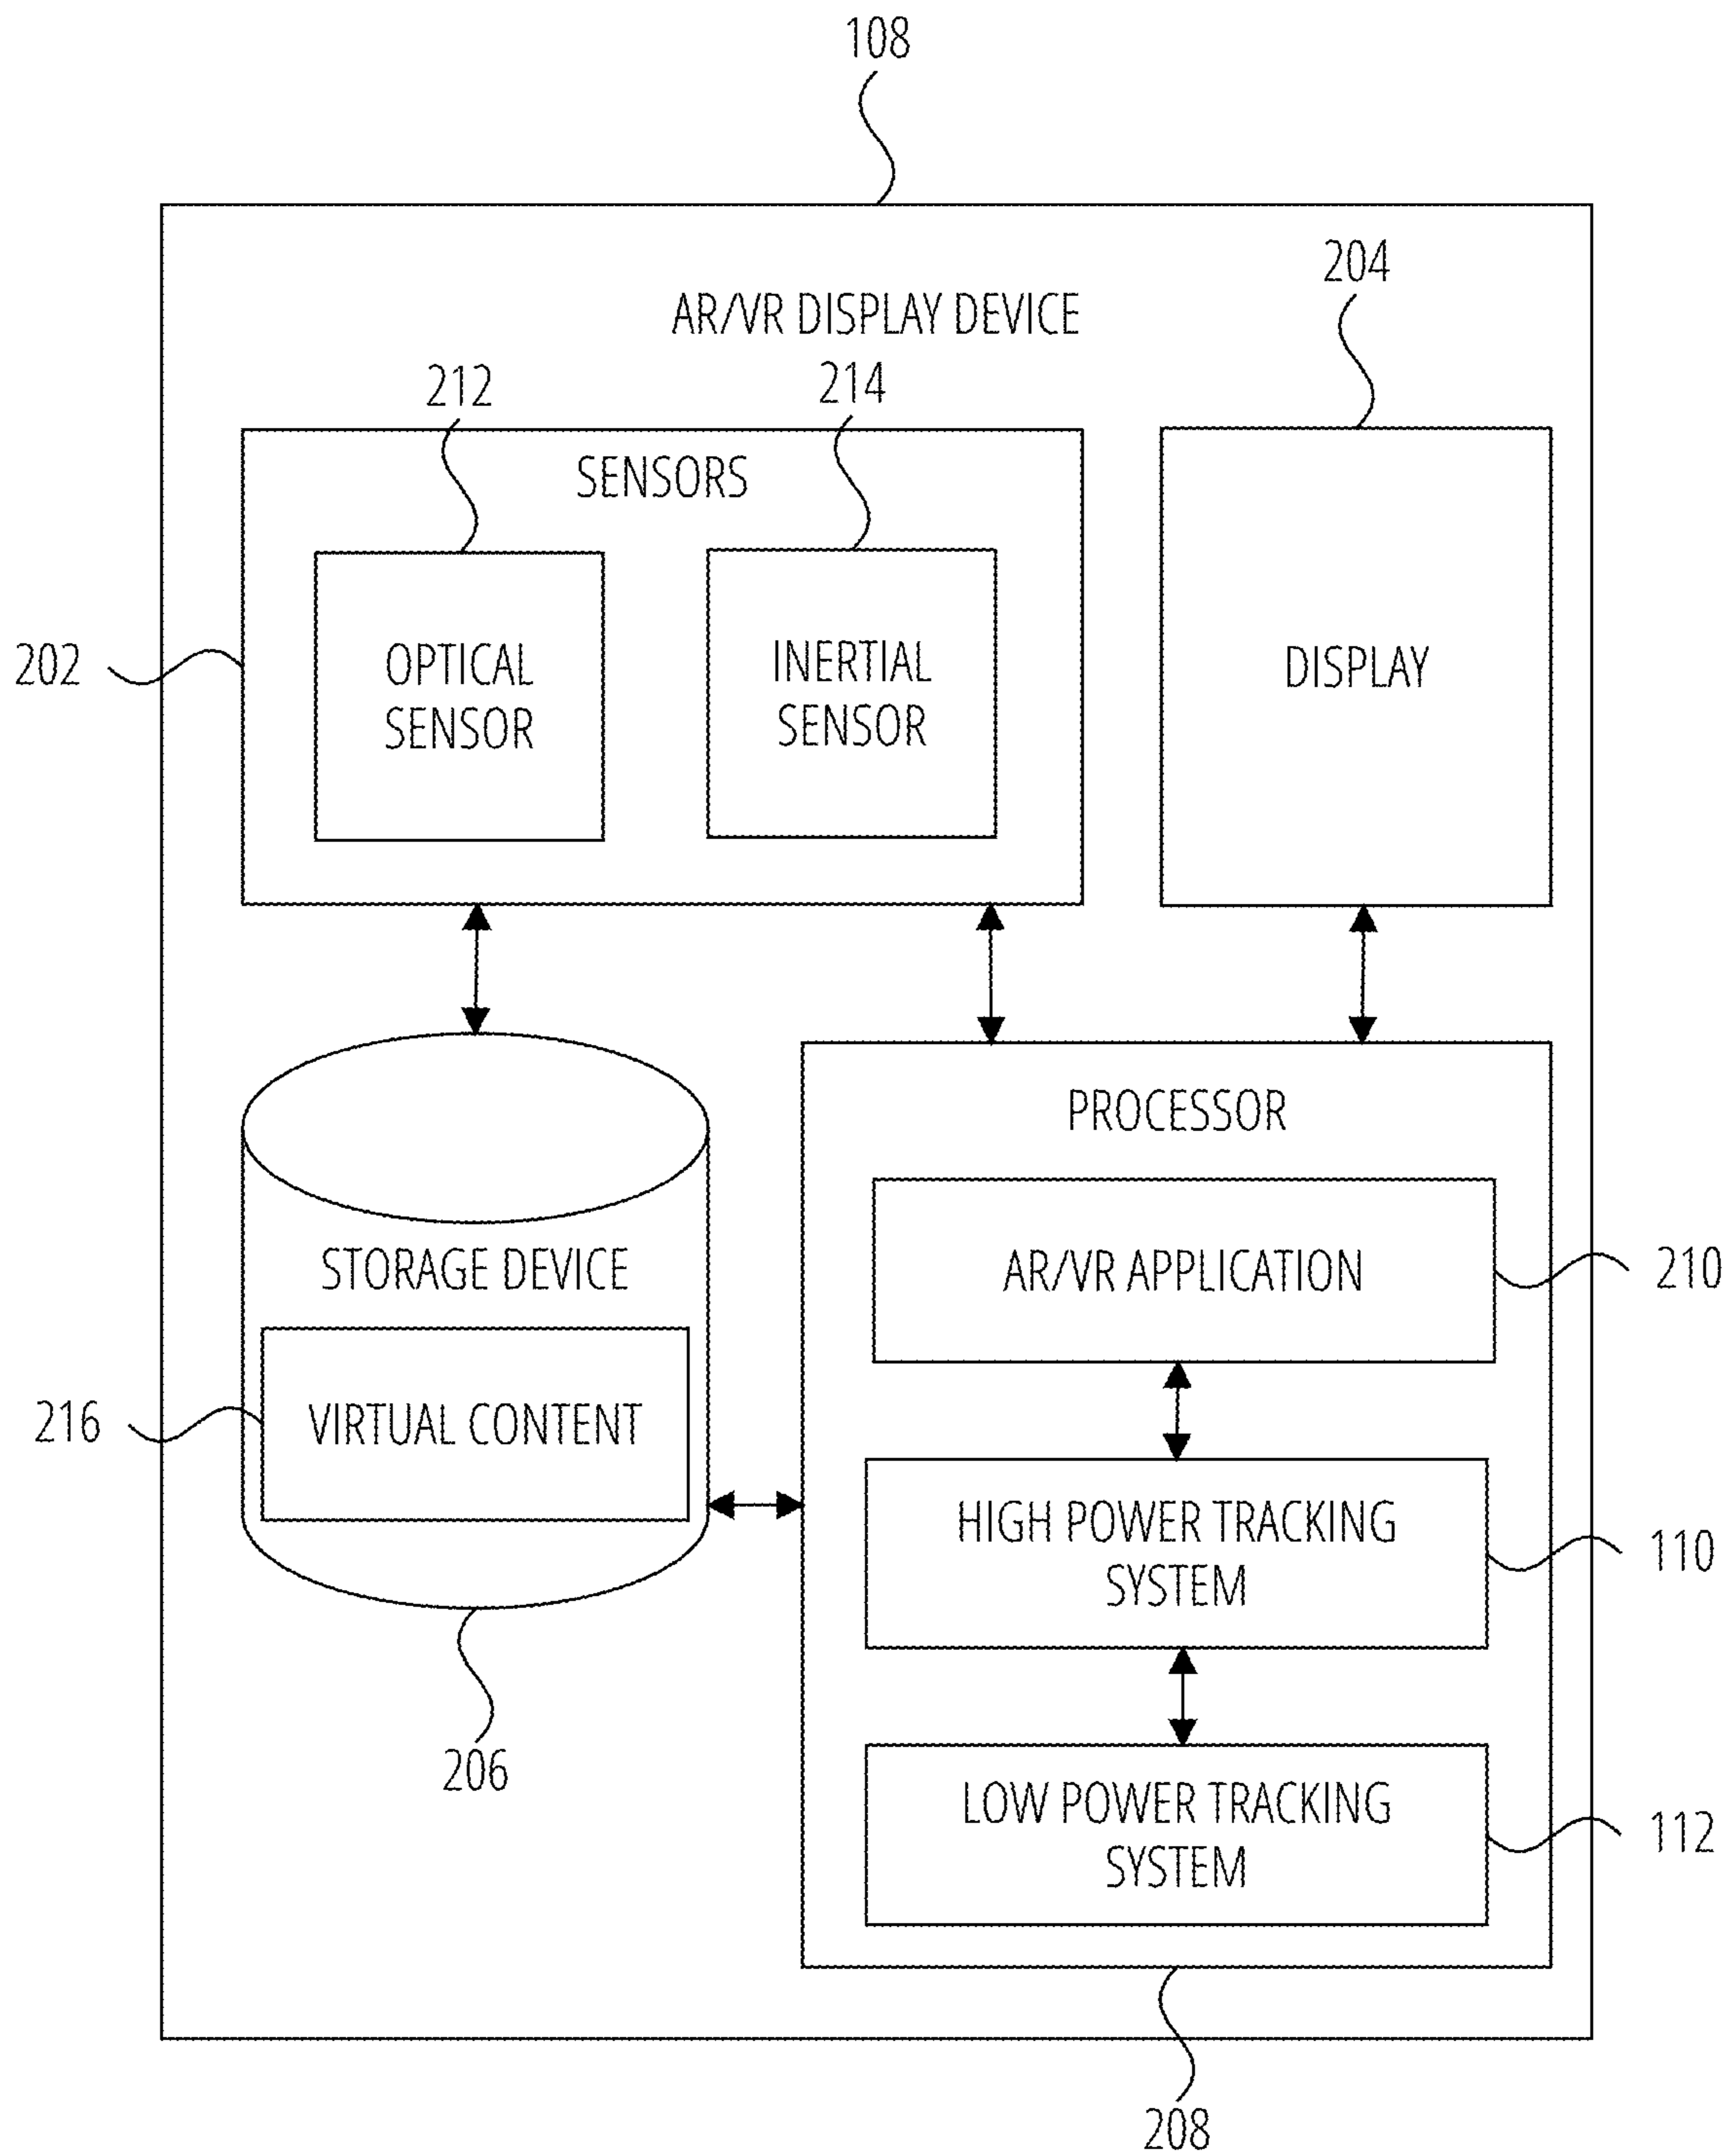 108
AR/VR DISPLAY DEVICE
204
212
214
SENSORS
202
OPTICAL
SENSOR
INERTIAL
SENSOR
DISPLAY
PROCESSOR
STORAGE DEVICE
AR/VR APPLICATION
210
216
VIRTUAL CONTENT
HIGH POWER TRACKING
SYSTEM
110
206
LOW POWER TRACKING
SYSTEM
112
208